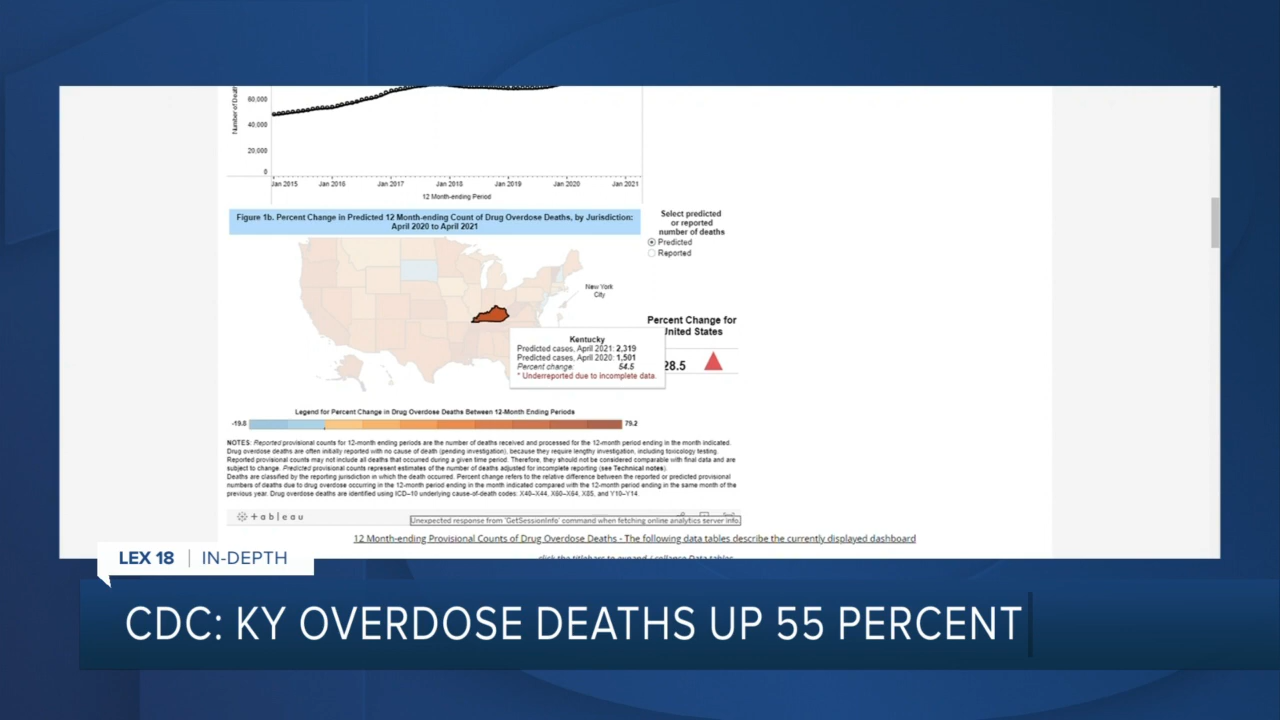 Number of Deaths
60,000
40,000
20,000
0
Jan 2015 Jan 2016 Jan 2017 Jan 2018 Jan 2019 Jan 2020 Jan 2021
12 Month-ending Period
Figure 1b. Percent Change in Predicted 12 Month-ending Count of Drug Overdose Deaths, by Jurisdiction:
April 2020 to April 2021
Select predicted
or reported
number of deaths
Predicted
Reported
New York
City
Percent Change for
United States
28.5
Kentucky
Predicted cases, April 2021: 2,319
Predicted cases, April 2020: 1,501
Percent change: 54.5
* Underreported due to incomplete data.
Legend for Percent Change in Drug Overdose Deaths Between 12-Month Ending Periods
-19.8 79.2
NOTES: Reported provisional counts for 12-month ending periods are the number of deaths received and processed for the 12-month period ending in the month indicated.
Drug overdose deaths are often initially reported with no cause of death (pending investigation), because they require lengthy investigation, including toxicology testing.
Reported provisional counts may not include all deaths that occurred during a given time period. Therefore, they should not be considered comparable with final data and are
subject to change. Predicted provisional counts represent estimates of the number of deaths adjusted for incomplete reporting (see Technical notes).
Deaths are classified by the reporting jurisdiction in which the death occurred. Percent change refers to the relative difference between the reported or predicted provisional
numbers of deaths due to drug overdose occurring in the 12-month period ending in the month indicated compared with the 12-month period ending in the same month of the
previous year. Drug overdose deaths are identified using ICD–10 underlying cause-of-death codes: X40–X44, X60–X64, X85, and Y10–Y14.
+ a b | e a u
Unexpected response from 'GetSessionInfo' command when fetching online analytics server info.
12 Month-ending Provisional Counts of Drug Overdose Deaths - The following data tables describe the currently displayed dashboard
click the titlebars to expand / collapse Data tables
LEX 18 | IN-DEPTH
CDC: KY OVERDOSE DEATHS UP 55 PERCENT